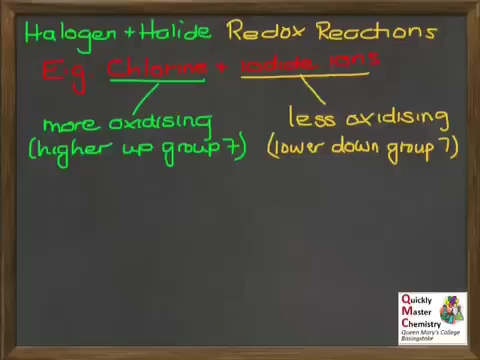 Halogen + Halide Redox Reactions
E.g. Chlorine + iodide ions
more oxidising
(higher up group 7)
less oxidising
(lower down group 7)
Quickly
Master
Chemistry
Queen Mary's College
Basingstoke